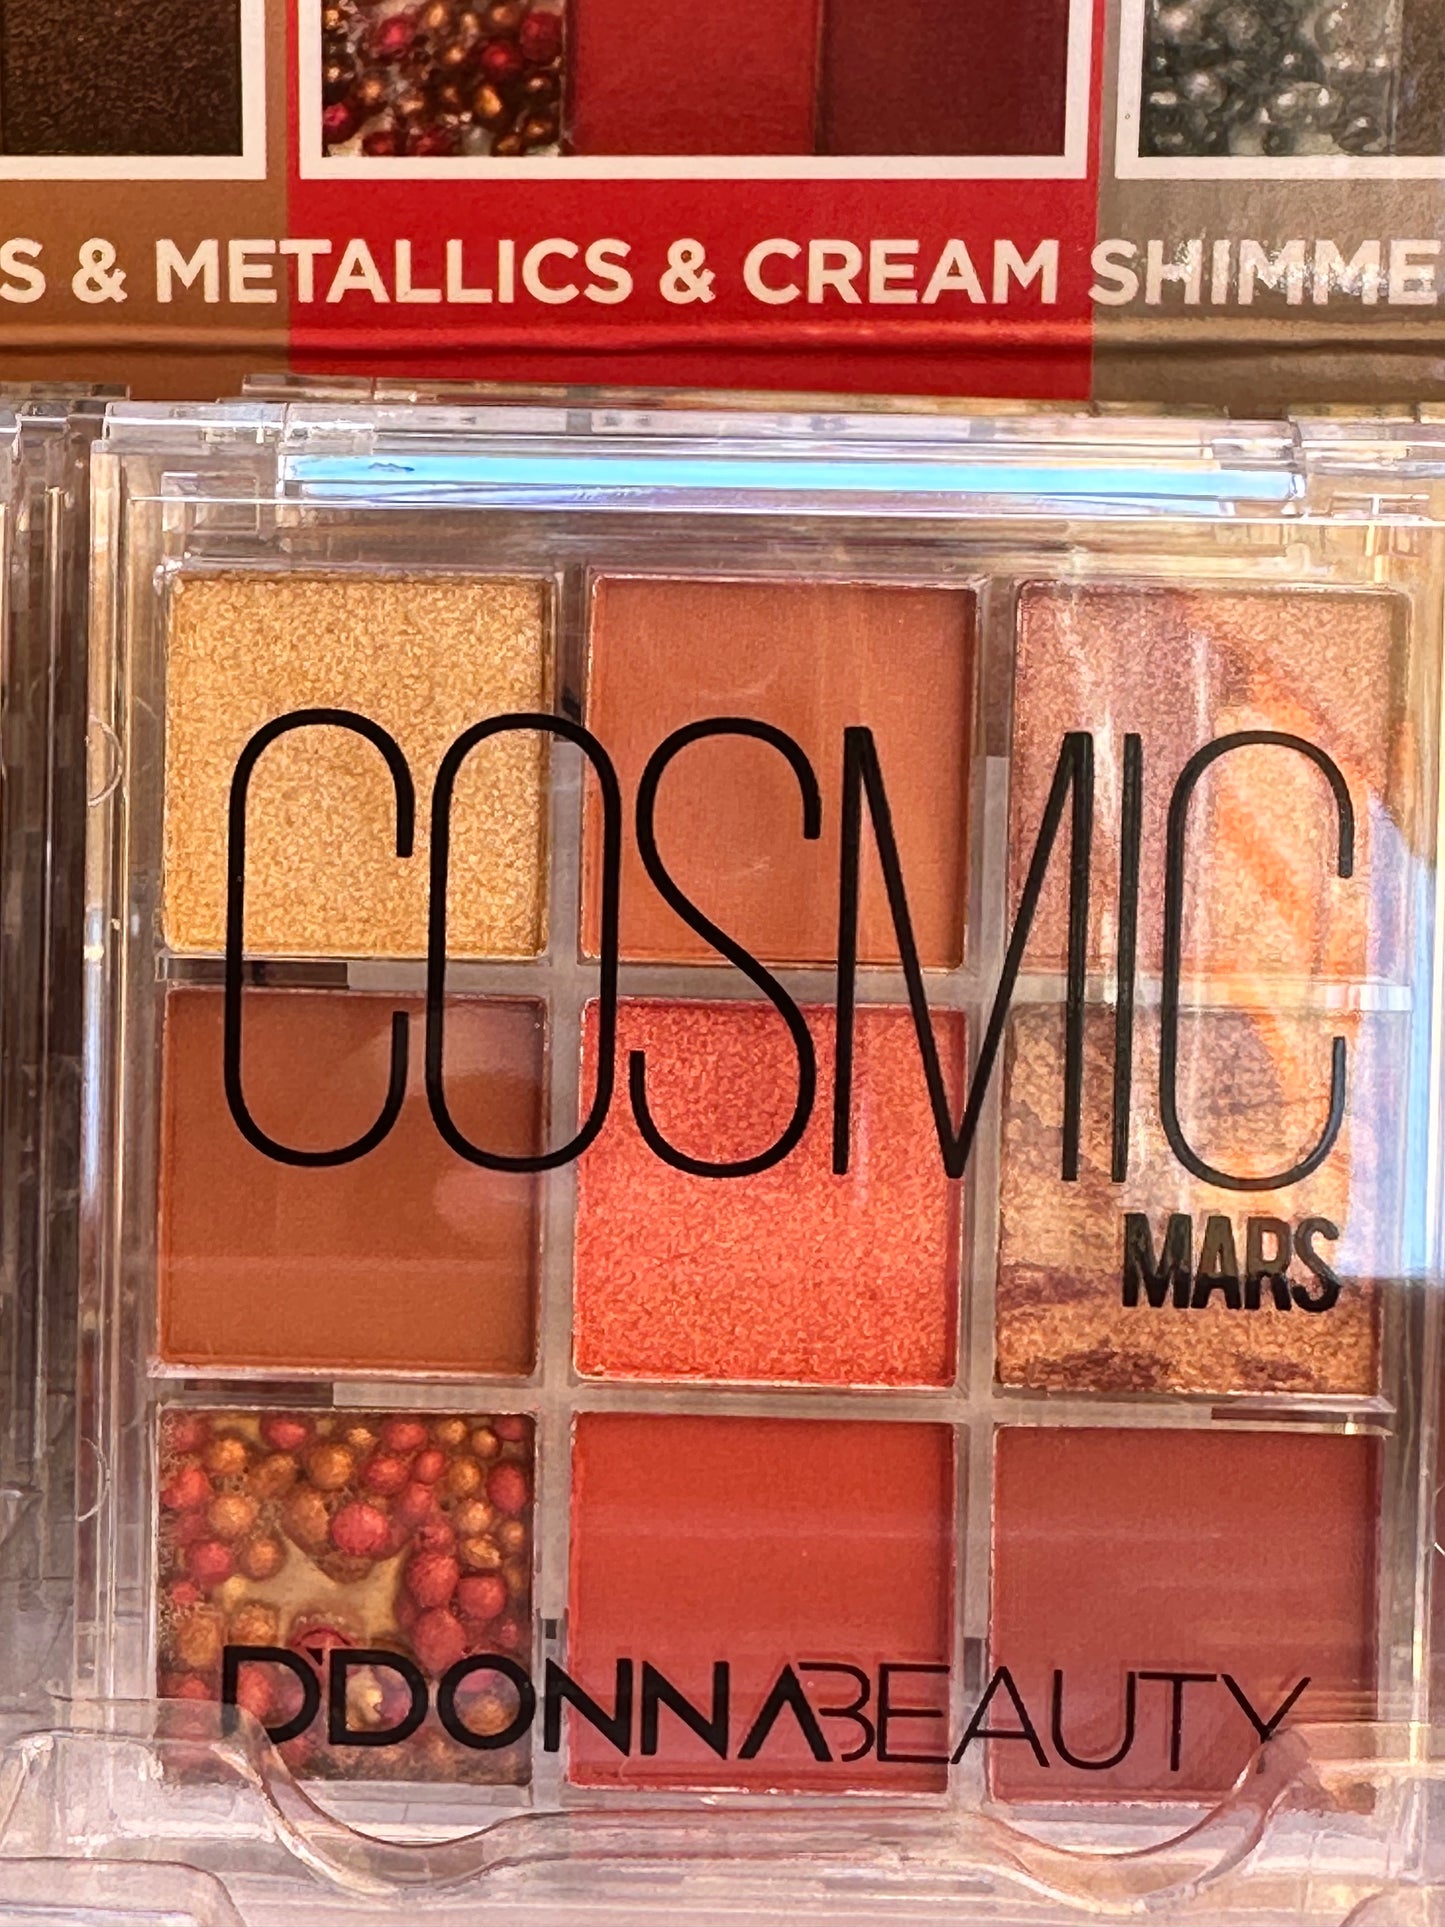 S & METALLICS & CREAM SHIMME
COSMIC
MARS
D'DONNABEAUTY